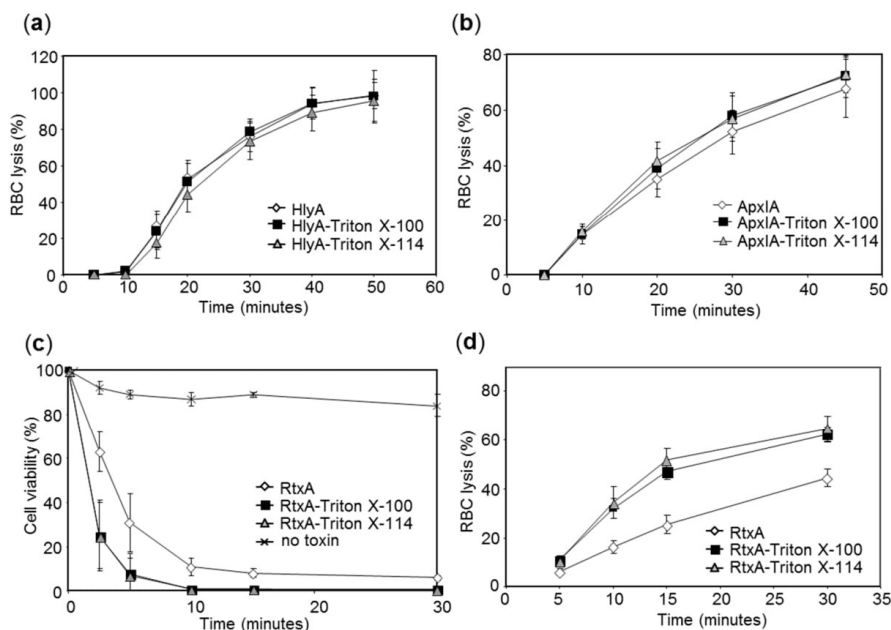 (a)
120
100
80
60
40
20
0
RBC lysis (%)
HlyA
HlyA-Triton X-100
HlyA-Triton X-114
0 10 20 30 40 50 60
Time (minutes)
(b)
80
60
40
20
0
RBC lysis (%)
ApxIA
ApxIA-Triton X-100
ApxIA-Triton X-114
0 10 20 30 40 50
Time (minutes)
(c)
100
80
60
40
20
0
Cell viability (%)
RtxA
RtxA-Triton X-100
RtxA-Triton X-114
no toxin
0 10 20 30
Time (minutes)
(d)
80
60
40
20
0
RBC lysis (%)
RtxA
RtxA-Triton X-100
RtxA-Triton X-114
0 5 10 15 20 25 30 35
Time (minutes)